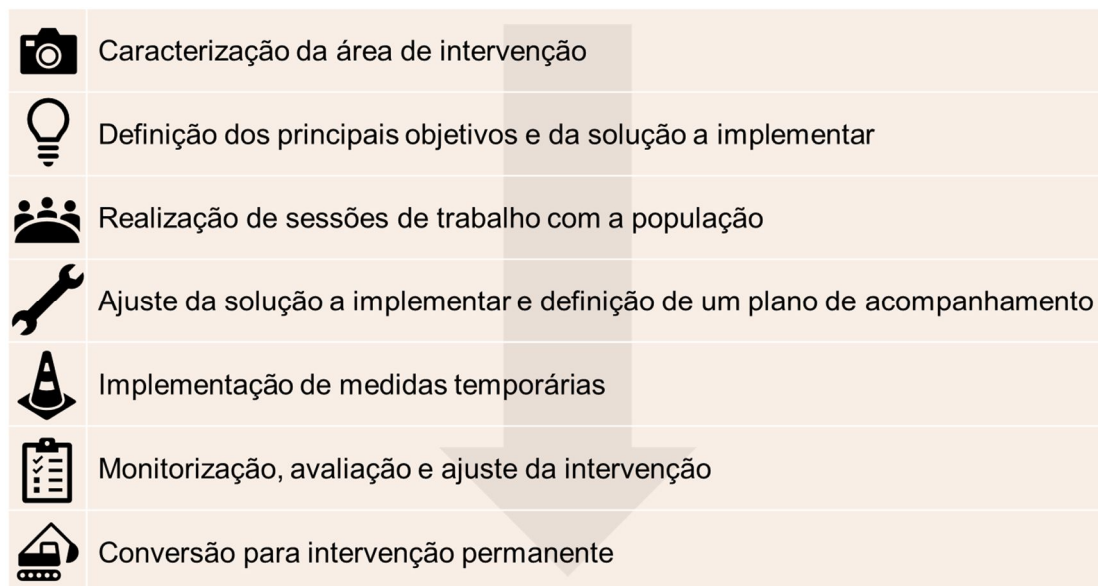 Caracterização da área de intervenção
Definição dos principais objetivos e da solução a implementar
Realização de sessões de trabalho com a população
Ajuste da solução a implementar e definição de um plano de acompanhamento
Implementação de medidas temporárias
Monitorização, avaliação e ajuste da intervenção
Conversão para intervenção permanente